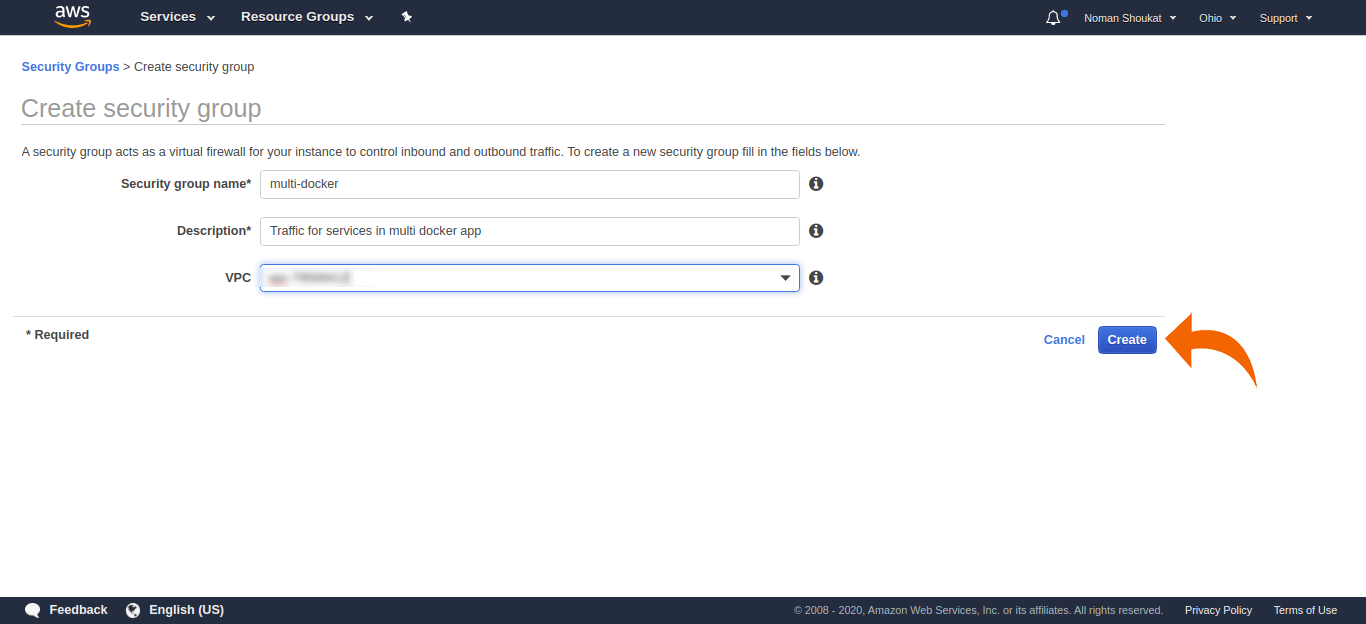 aws Services Resource Groups Noman Shoukat Ohio Support
Security Groups > Create security group
Create security group
A security group acts as a virtual firewall for your instance to control inbound and outbound traffic. To create a new security group fill in the fields below.
Security group name* multi-docker
Description* Traffic for services in multi docker app
VPC
* Required
Cancel Create
Feedback English (US) © 2008 - 2020, Amazon Web Services, Inc. or its affiliates. All rights reserved. Privacy Policy Terms of Use